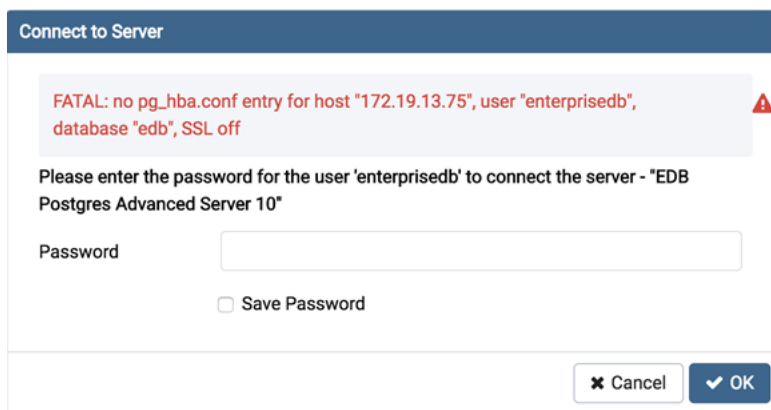 Connect to Server
FATAL: no pg_hba.conf entry for host "172.19.13.75", user "enterprisedb",
database "edb", SSL off
Please enter the password for the user 'enterprisedb' to connect the server - "EDB
Postgres Advanced Server 10"
Password
Save Password
Cancel
OK